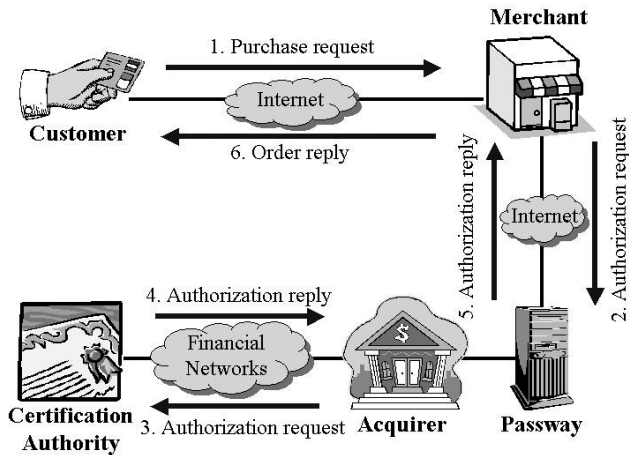 Merchant
1. Purchase request
Internet
Customer
6. Order reply
5. Authorization reply
Internet
2. Authorization request
4. Authorization reply
Financial
Networks
$
Certification
Authority
3. Authorization request
Acquirer
Passway